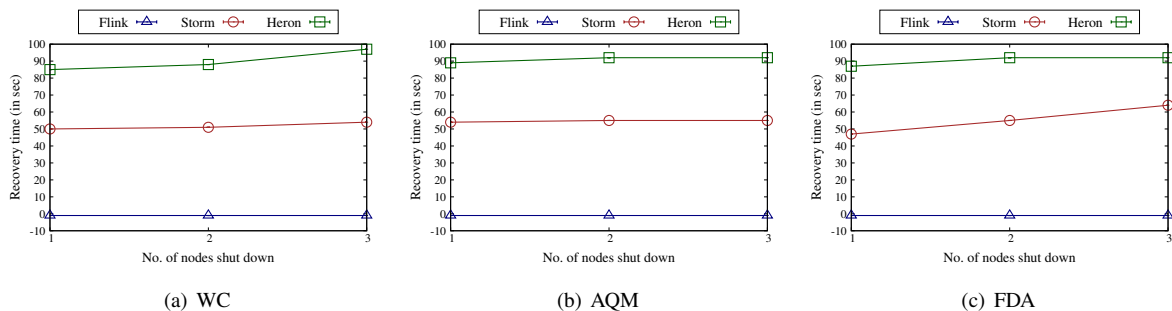 Flink Storm Heron
100
90
80
70
60
50
40
30
20
10
0
-10
Recovery time (in sec)
1 2 3
No. of nodes shut down
(a) WC
Flink Storm Heron
100
90
80
70
60
50
40
30
20
10
0
-10
Recovery time (in sec)
1 2 3
No. of nodes shut down
(b) AQM
Flink Storm Heron
100
90
80
70
60
50
40
30
20
10
0
-10
Recovery time (in sec)
1 2 3
No. of nodes shut down
(c) FDA